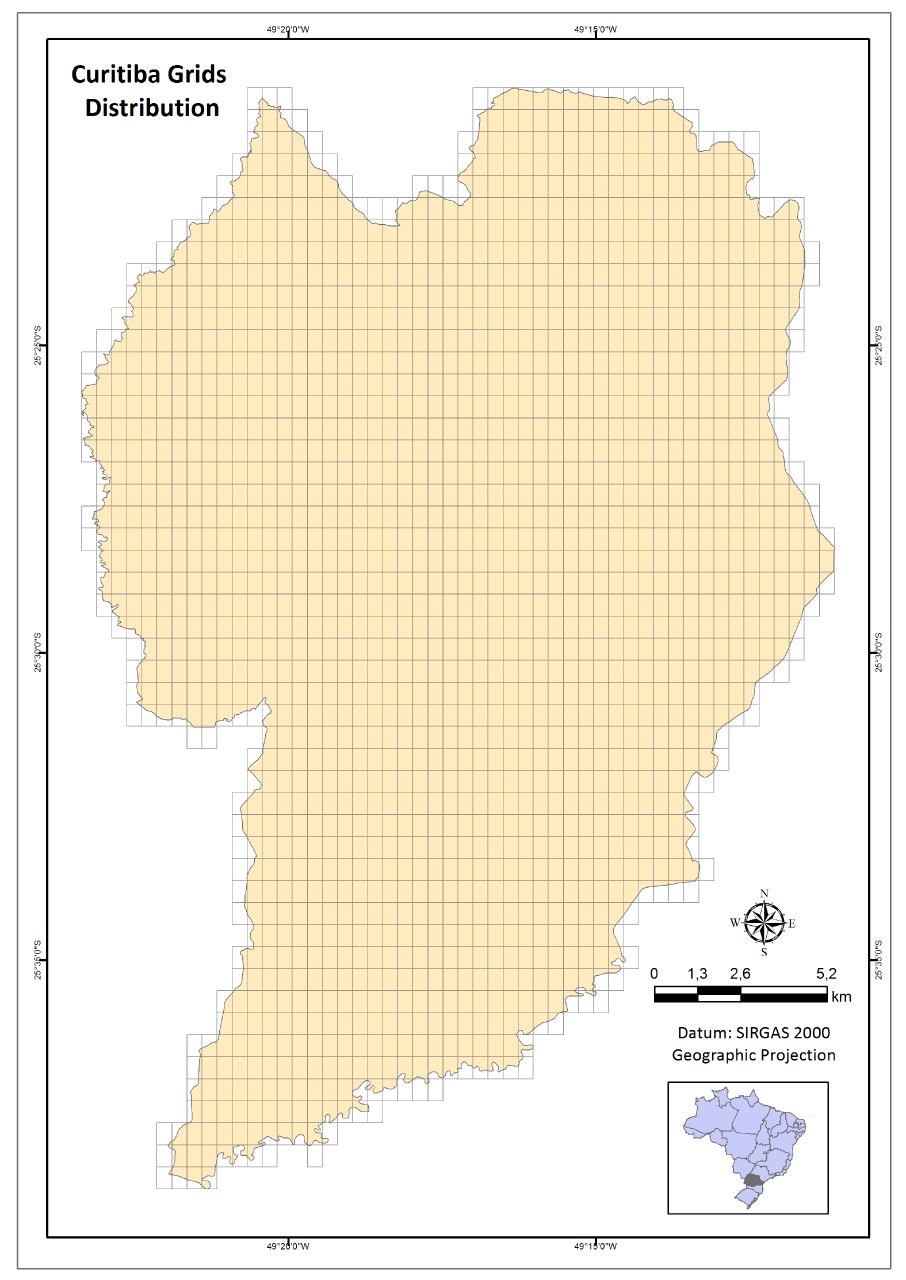 49°20'0"W
49°15'0"W
Curitiba Grids
Distribution
25°25'0"S
25°25'0"S
25°30'0"S
25°30'0"S
N
W
E
S
25°35'0"S
25°35'0"S
0 1,3 2,6 5,2
km
Datum: SIRGAS 2000
Geographic Projection
49°20'0"W
49°15'0"W